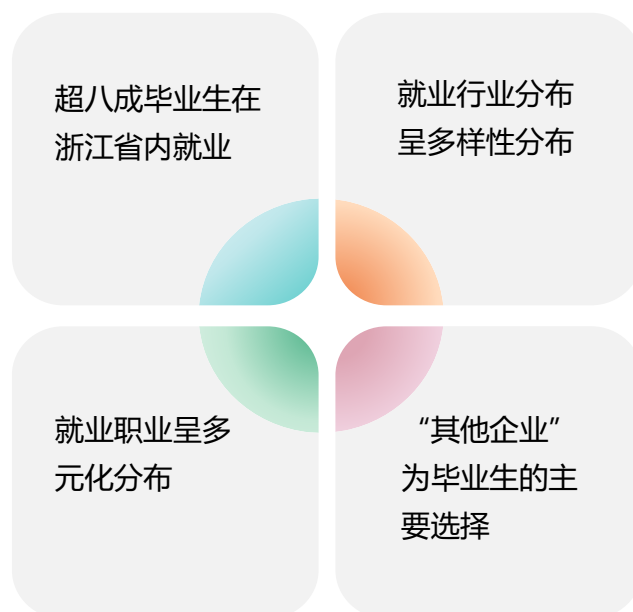 超八成毕业生在
浙江省内就业
就业行业分布
呈多样性分布
就业职业呈多
元化分布
“其他企业”
为毕业生的主
要选择